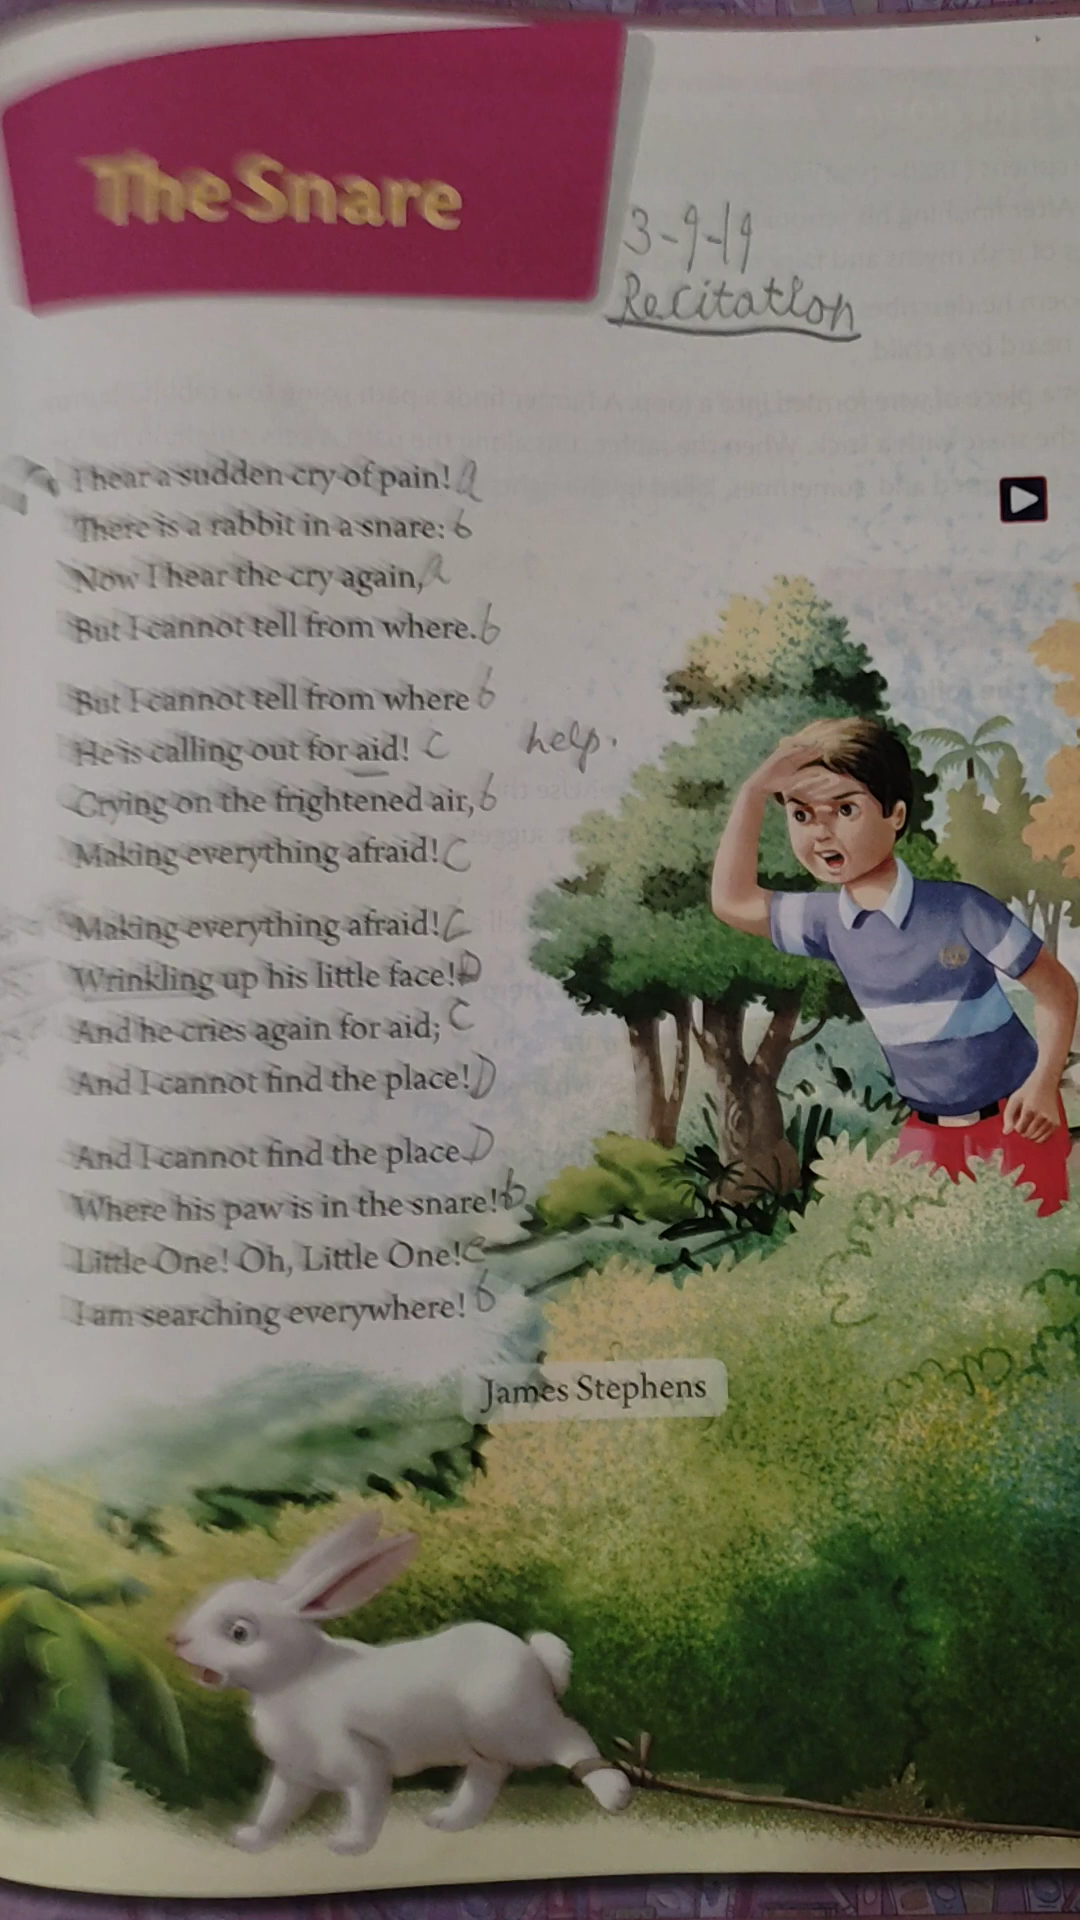 The Snare
3-9-19
Recitation
I hear a sudden cry of pain! a
There is a rabbit in a snare: b
Now I hear the cry again, a
But I cannot tell from where. b
But I cannot tell from where b
He is calling out for aid! C help.
Crying on the frightened air, b
Making everything afraid! C
Making everything afraid! C
Wrinkling up his little face! D
And he cries again for aid; C
And I cannot find the place! D
And I cannot find the place D
Where his paw is in the snare! b
Little One! Oh, Little One! e
I am searching everywhere! b
James Stephens